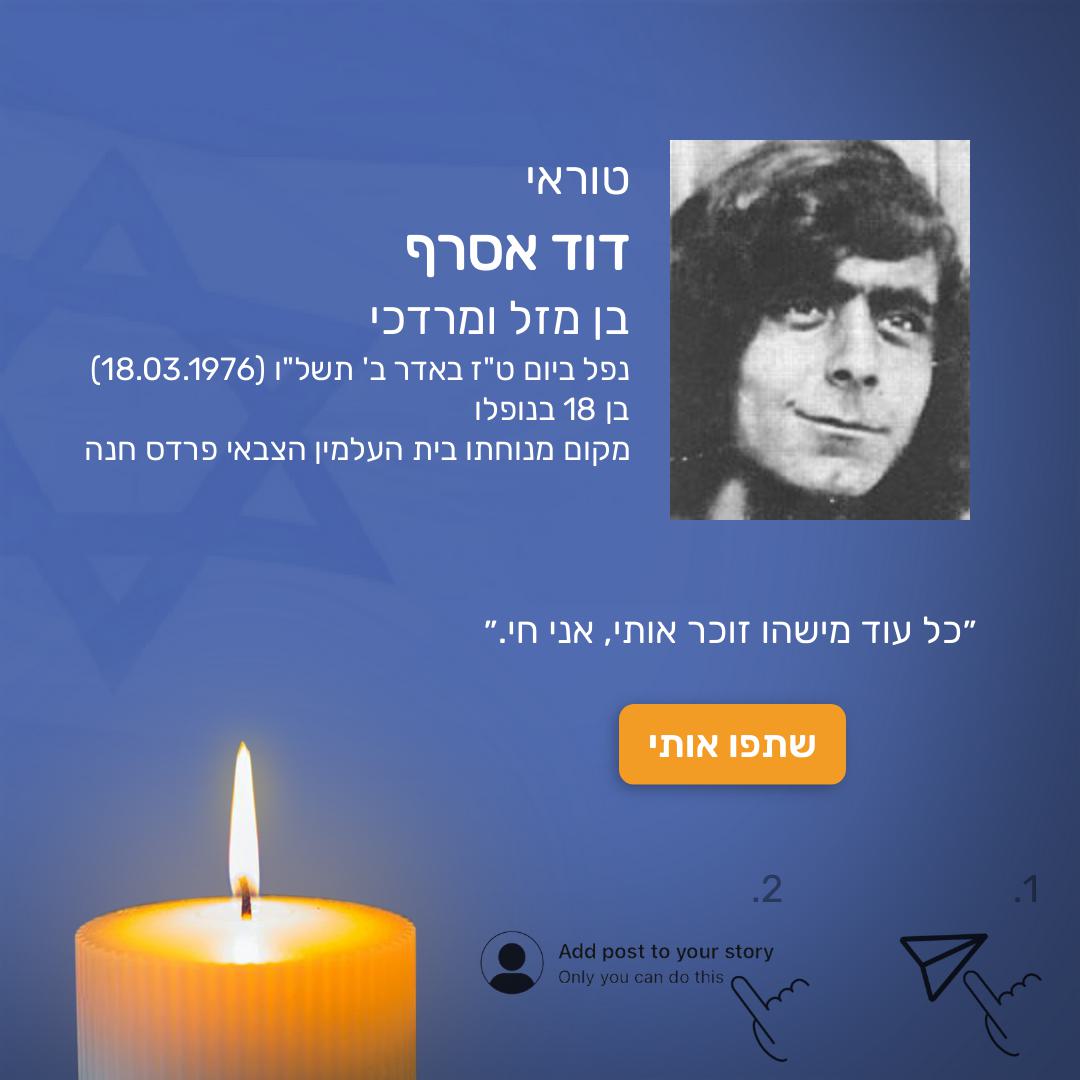 טוראי
דוד אסרף
בן מזל ומרדכי
נפל ביום ט"ז באדר ב' תשל"ו (18.03.1976)
בן 18 בנופלו
מקום מנוחתו בית העלמין הצבאי פרדס חנה
״כל עוד מישהו זוכר אותי, אני חי.״
שתפו אותי
.1
.2
Add post to your story
Only you can do this